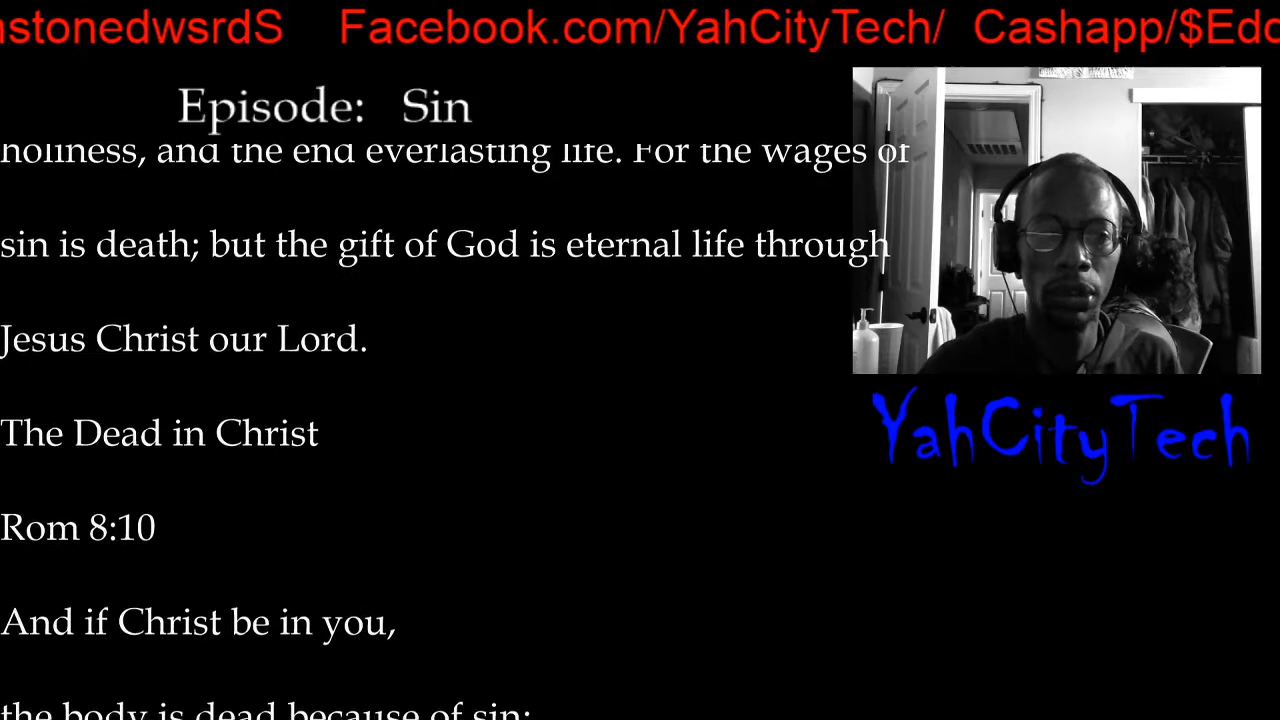 nstonedwsrdS Facebook.com/YahCityTech/ Cashapp/$Edd
Episode: Sin
holiness, and the end everlasting life. For the wages of
sin is death; but the gift of God is eternal life through
Jesus Christ our Lord.
YahCityTech
The Dead in Christ
Rom 8:10
And if Christ be in you,
the body is dead because of sin;